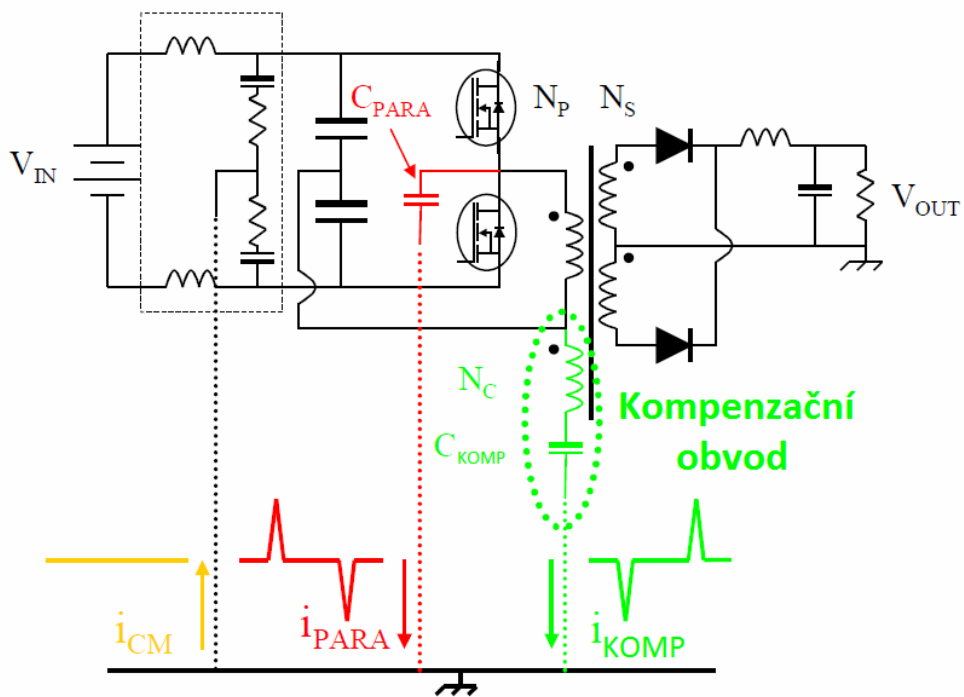 C_PARA
N_P
N_S
V_IN
V_OUT
N_C
C_KOMP
Kompenzační
obvod
i_CM
i_PARA
i_KOMP